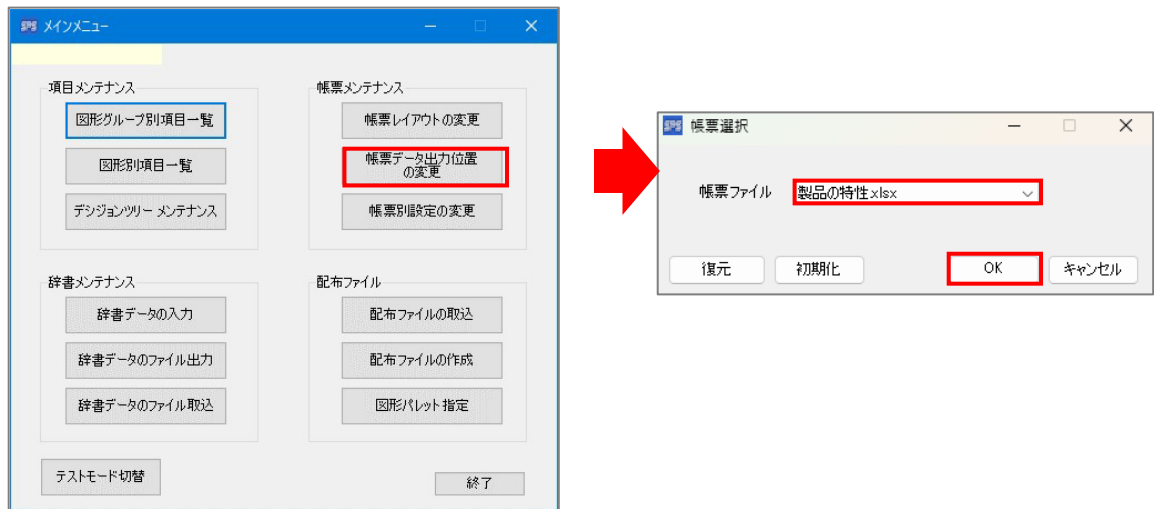 SPS メインメニュー
項目メンテナンス
図形グループ別項目一覧
図形別項目一覧
デシジョンツリー メンテナンス
帳票メンテナンス
帳票レイアウトの変更
帳票データ出力位置
の変更
帳票別設定の変更
辞書メンテナンス
辞書データの入力
辞書データのファイル出力
辞書データのファイル取込
配布ファイル
配布ファイルの取込
配布ファイルの作成
図形パレット指定
テストモード切替
終了
SPS 帳票選択
帳票ファイル 製品の特性.xlsx
復元 初期化 OK キャンセル